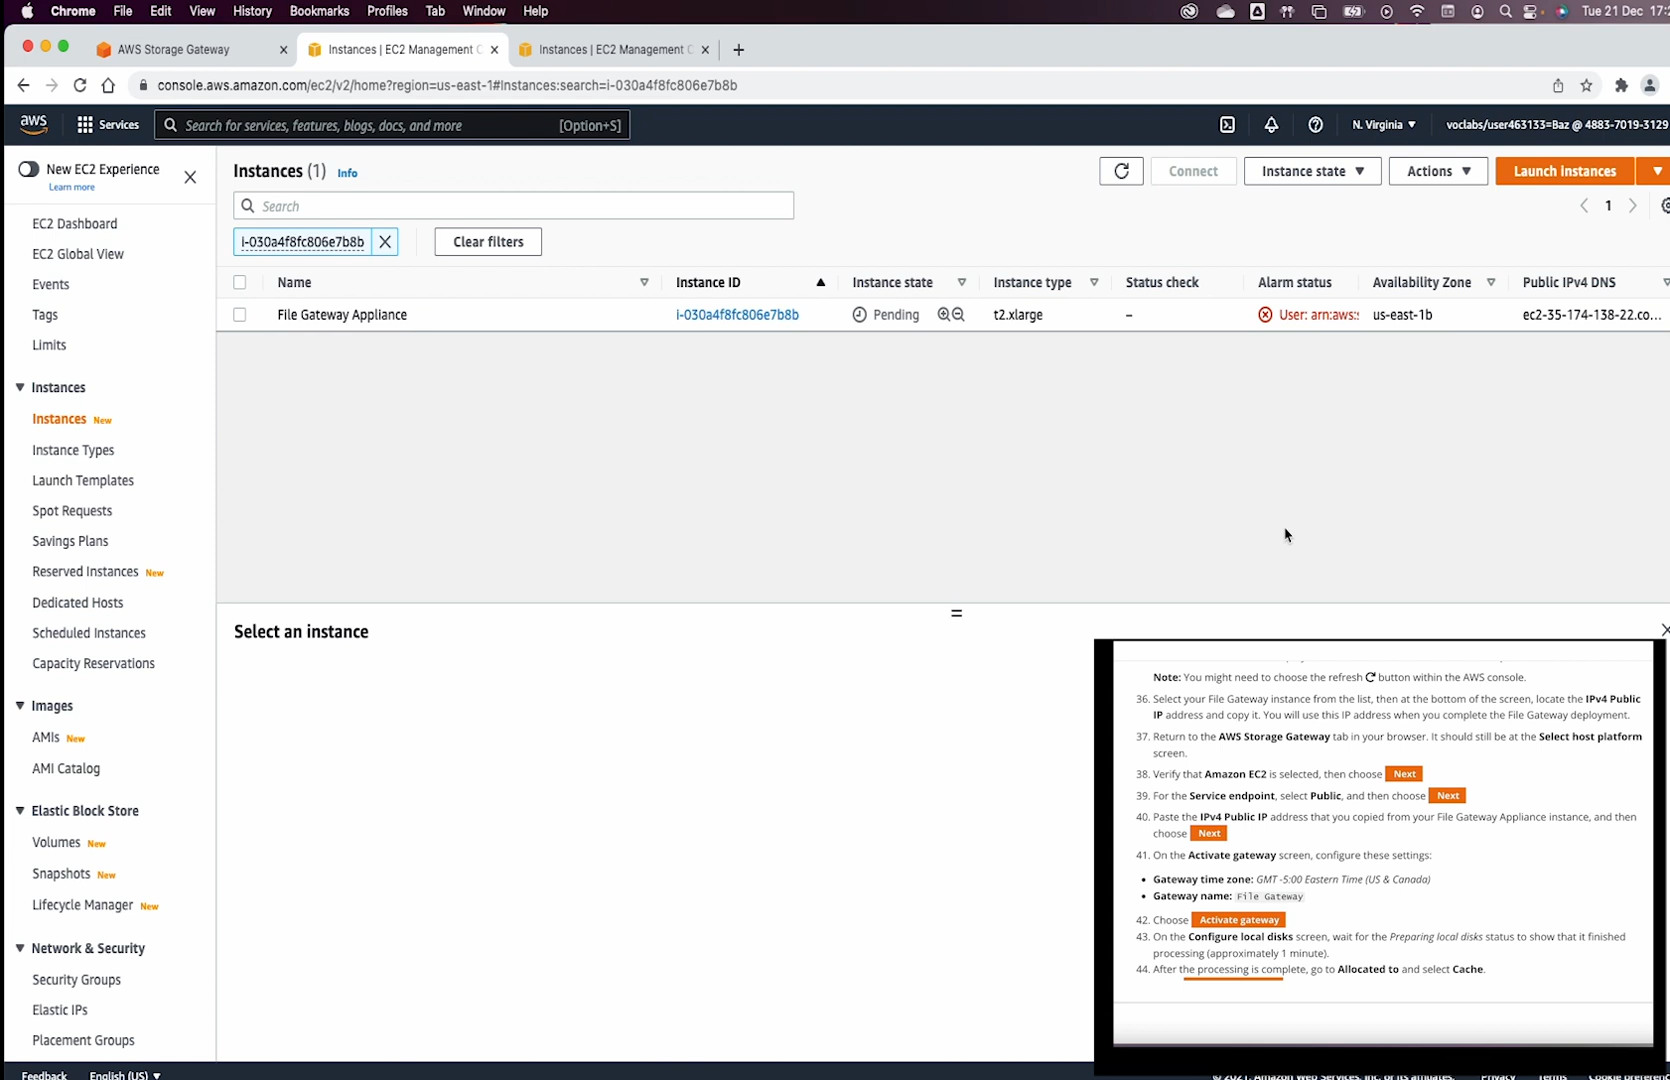 Chrome File Edit View History Bookmarks Profiles Tab Window Help Tue 21 Dec 17:
AWS Storage Gateway Instances | EC2 Management C Instances | EC2 Management C
console.aws.amazon.com/ec2/v2/home?region=us-east-1#Instances:search=i-030a4f8fc806e7b8b
aws Services Search for services, features, blogs, docs, and more [Option+S] N. Virginia voclabs/user463133=Baz @ 4883-7019-3129
New EC2 Experience
Learn more
EC2 Dashboard
EC2 Global View
Events
Tags
Limits
Instances
Instances New
Instance Types
Launch Templates
Spot Requests
Savings Plans
Reserved Instances New
Dedicated Hosts
Scheduled Instances
Capacity Reservations
Images
AMIs New
AMI Catalog
Elastic Block Store
Volumes New
Snapshots New
Lifecycle Manager New
Network & Security
Security Groups
Elastic IPs
Placement Groups
Instances (1) Info Connect Instance state Actions Launch instances
Search 1
i-030a4f8fc806e7b8b Clear filters
Name Instance ID Instance state Instance type Status check Alarm status Availability Zone Public IPv4 DNS
File Gateway Appliance i-030a4f8fc806e7b8b Pending t2.xlarge – User: arn:aws:s us-east-1b ec2-35-174-138-22.co...
Select an instance
Note: You might need to choose the refresh button within the AWS console.
36. Select your File Gateway instance from the list, then at the bottom of the screen, locate the IPv4 Public
IP address and copy it. You will use this IP address when you complete the File Gateway deployment.
37. Return to the AWS Storage Gateway tab in your browser. It should still be at the Select host platform
screen.
38. Verify that Amazon EC2 is selected, then choose Next
39. For the Service endpoint, select Public, and then choose Next
40. Paste the IPv4 Public IP address that you copied from your File Gateway Appliance instance, and then
choose Next
41. On the Activate gateway screen, configure these settings:
• Gateway time zone: GMT -5:00 Eastern Time (US & Canada)
• Gateway name: File Gateway
42. Choose Activate gateway
43. On the Configure local disks screen, wait for the Preparing local disks status to show that it finished
processing (approximately 1 minute).
44. After the processing is complete, go to Allocated to and select Cache.
Feedback English (US) © 2021, Amazon Web Services, Inc. or its affiliates. Privacy Terms Cookie preferenc